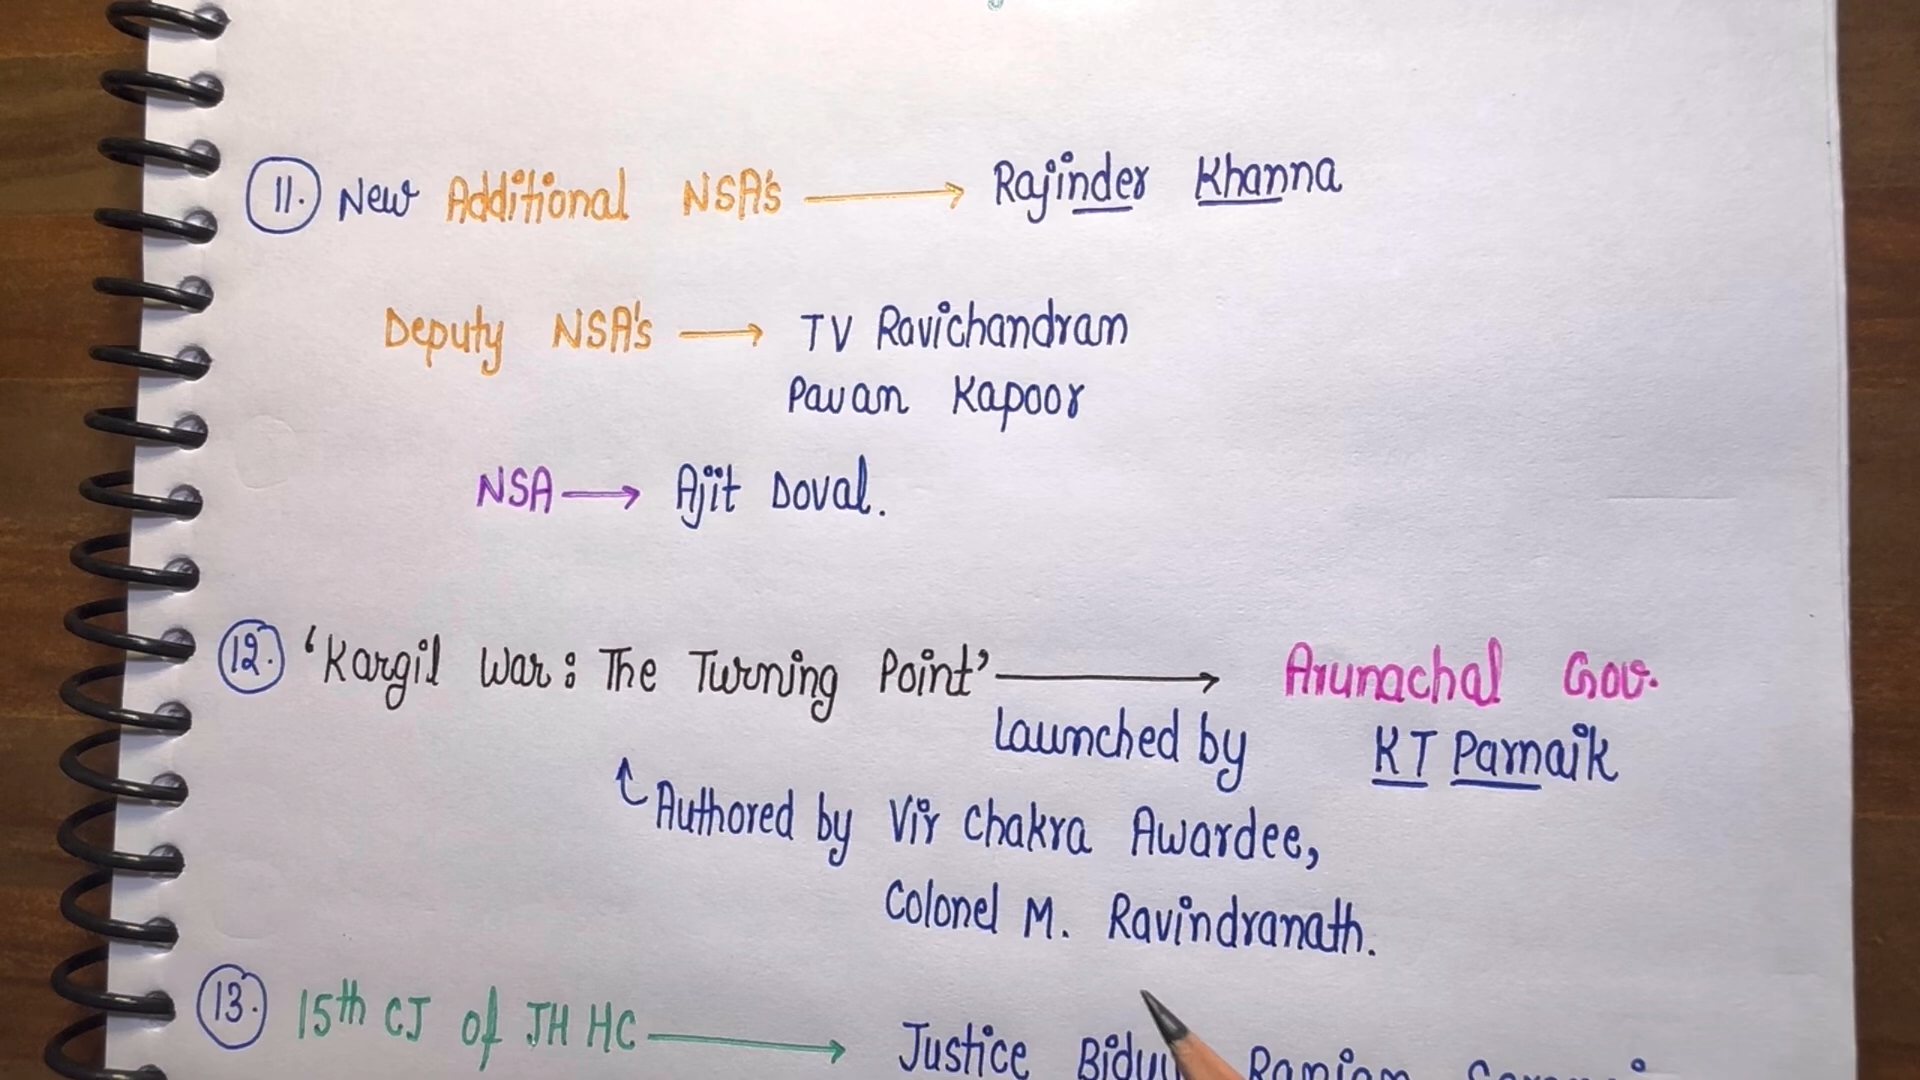 11. New Additional NSA's → Rajinder Khanna
Deputy NSA's → TV Ravichandran
Pavan Kapoor
NSA → Ajit Doval.
12. 'Kargil War : The Turning Point' → Arunachal Gov.
Launched by KT Parnaik
↑ Authored by Vir Chakra Awardee,
Colonel M. Ravindranath.
13. 15th CJ of JH HC → Justice